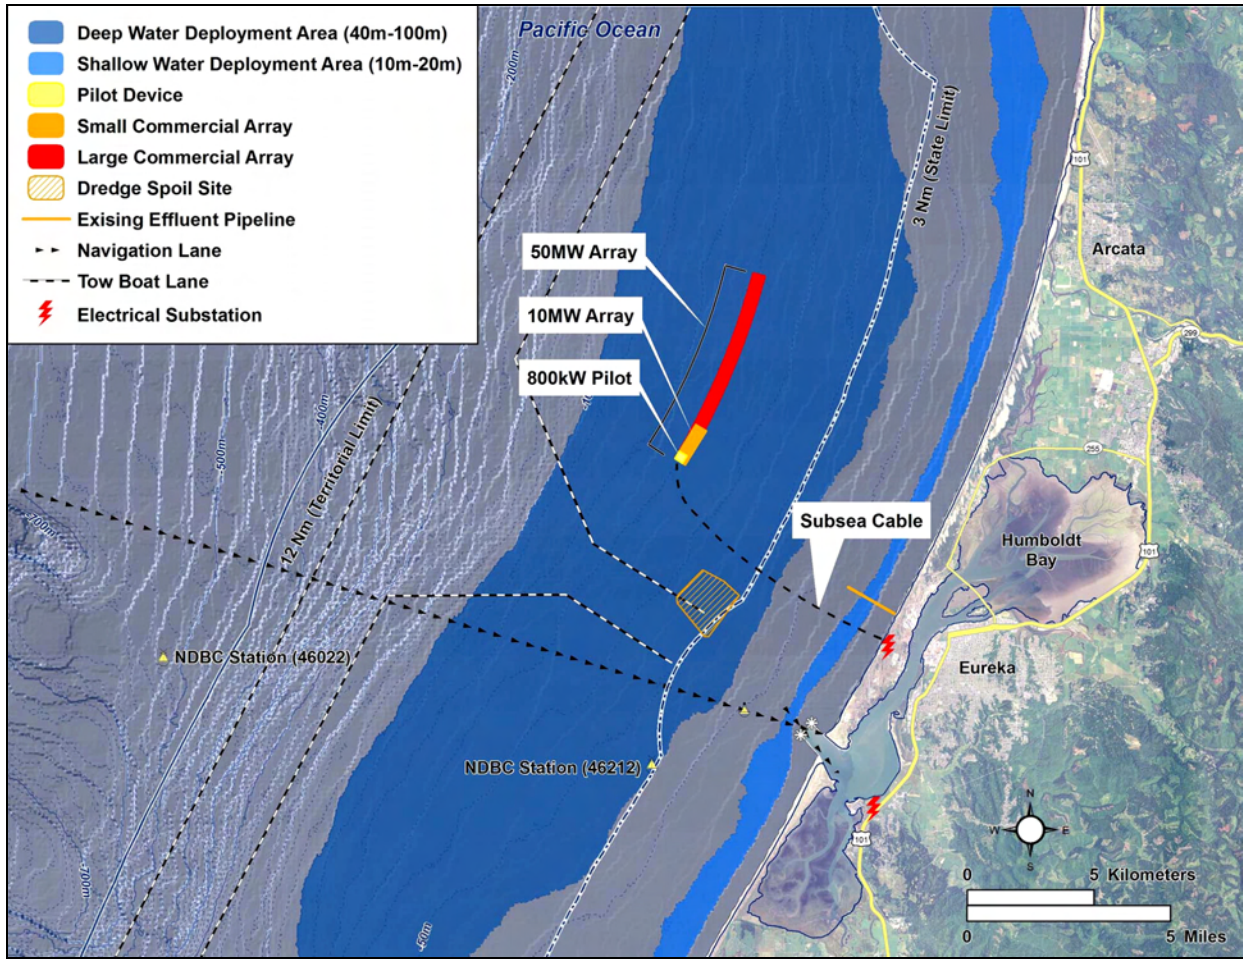 Deep Water Deployment Area (40m-100m)
Shallow Water Deployment Area (10m-20m)
Pilot Device
Small Commercial Array
Large Commercial Array
Dredge Spoil Site
Exising Effluent Pipeline
Navigation Lane
Tow Boat Lane
Electrical Substation
Pacific Ocean
-200m
3 Nm (State Limit)
101
Arcata
299
50MW Array
10MW Array
800kW Pilot
-400m
-500m
12 Nm (Territorial Limit)
255
-700m
Subsea Cable
Humboldt
Bay
101
NDBC Station (46022)
Eureka
NDBC Station (46212)
101
N
W
E
S
-700m
-50m
0
5 Kilometers
0
5 Miles